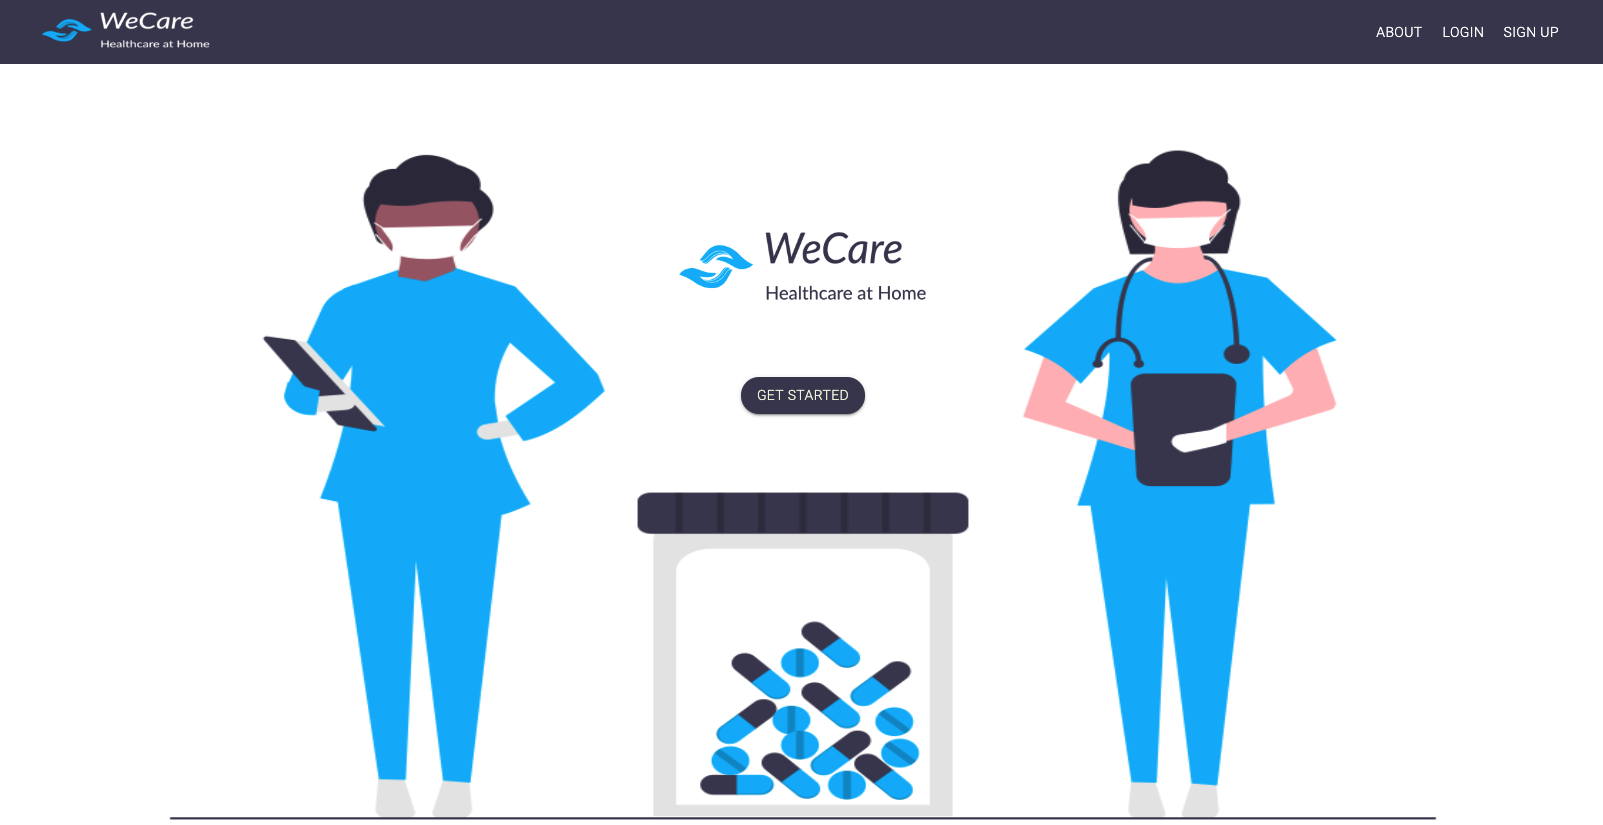 WeCare
Healthcare at Home
ABOUT LOGIN SIGN UP
WeCare
Healthcare at Home
GET STARTED